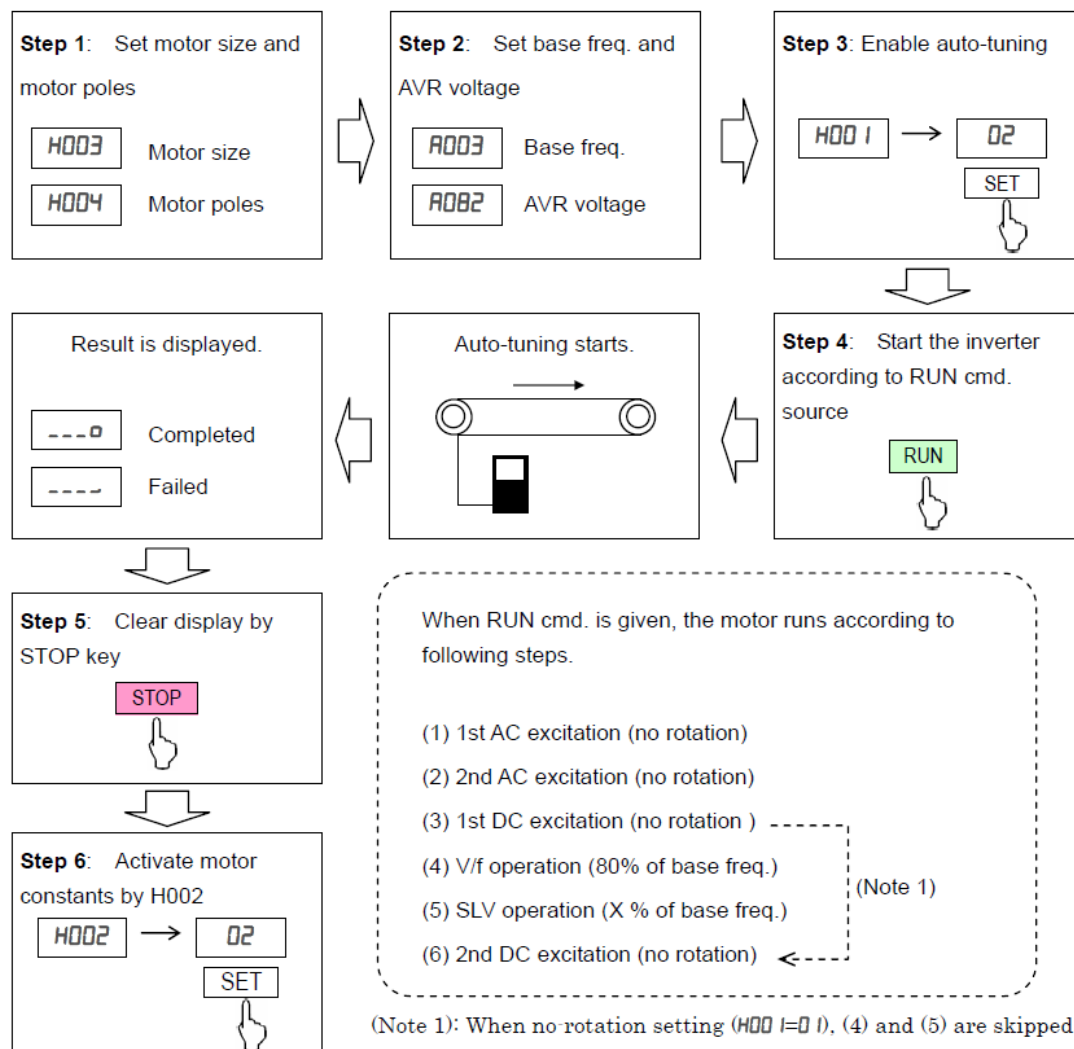 Step 1: Set motor size and
motor poles
H003 Motor size
H004 Motor poles
Step 2: Set base freq. and
AVR voltage
A003 Base freq.
A082 AVR voltage
Step 3: Enable auto-tuning
H001 → 02
SET
Step 4: Start the inverter
according to RUN cmd.
source
RUN
Auto-tuning starts.
Result is displayed.
___o Completed
Failed
Step 5: Clear display by
STOP key
STOP
Step 6: Activate motor
constants by H002
H002 → 02
SET
When RUN cmd. is given, the motor runs according to
following steps.
(1) 1st AC excitation (no rotation)
(2) 2nd AC excitation (no rotation)
(3) 1st DC excitation (no rotation )
(4) V/f operation (80% of base freq.)
(5) SLV operation (X % of base freq.)
(6) 2nd DC excitation (no rotation)
(Note 1)
(Note 1): When no-rotation setting (H001=01), (4) and (5) are skipped